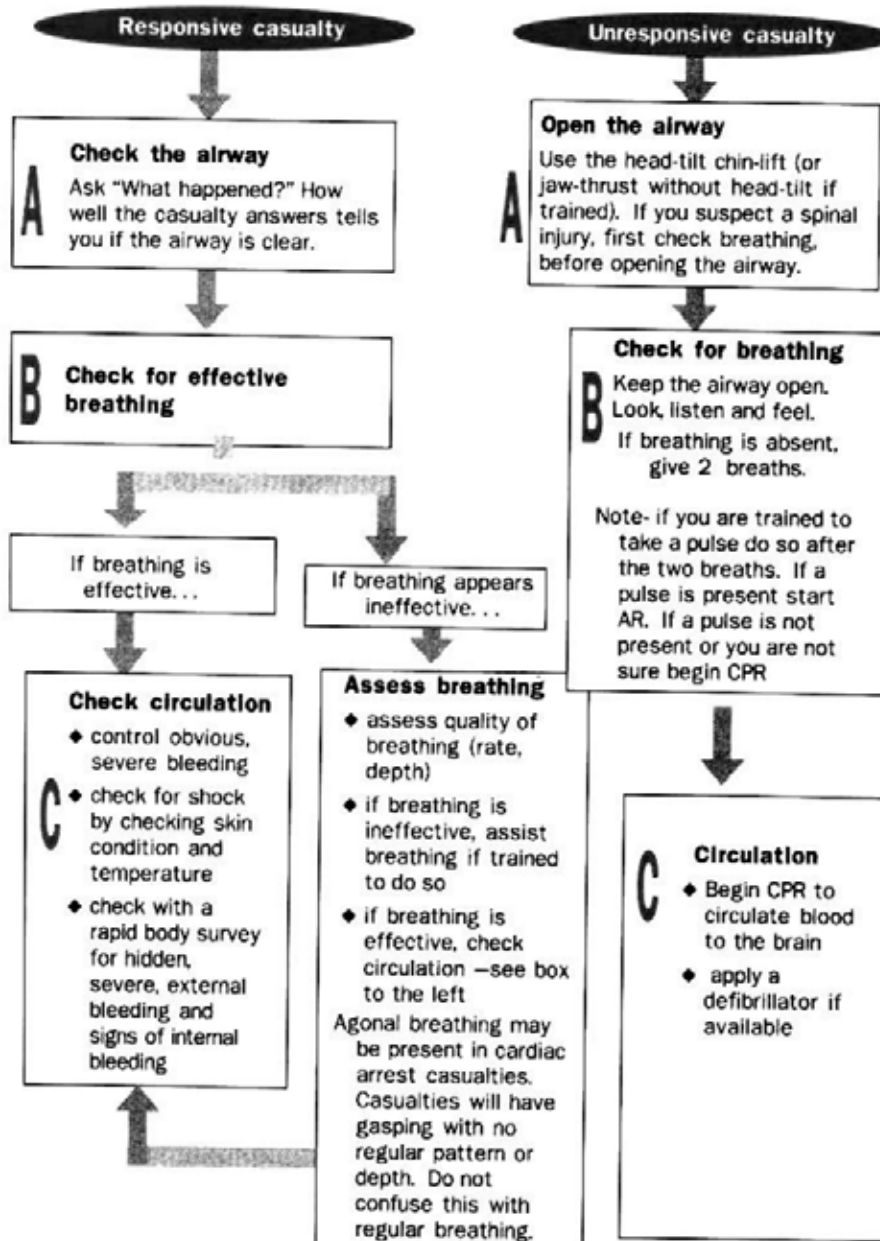 Responsive casualty
A
Check the airway
Ask "What happened?" How
well the casualty answers tells
you if the airway is clear.
B
Check for effective
breathing
If breathing is
effective...
If breathing appears
ineffective...
Check circulation
◆ control obvious,
severe bleeding
C
◆ check for shock
by checking skin
condition and
temperature
◆ check with a
rapid body survey
for hidden,
severe, external
bleeding and
signs of internal
bleeding
Assess breathing
◆ assess quality of
breathing (rate,
depth)
◆ if breathing is
ineffective, assist
breathing if trained
to do so
◆ if breathing is
effective, check
circulation —see box
to the left
Agonal breathing may
be present in cardiac
arrest casualties.
Casualties will have
gasping with no
regular pattern or
depth. Do not
confuse this with
regular breathing.
Unresponsive casualty
A
Open the airway
Use the head-tilt chin-lift (or
jaw-thrust without head-tilt if
trained). If you suspect a spinal
injury, first check breathing,
before opening the airway.
B
Check for breathing
Keep the airway open.
Look, listen and feel.
If breathing is absent,
give 2 breaths.
Note- if you are trained to
take a pulse do so after
the two breaths. If a
pulse is present start
AR. If a pulse is not
present or you are not
sure begin CPR
C
Circulation
◆ Begin CPR to
circulate blood
to the brain
◆ apply a
defibrillator if
available